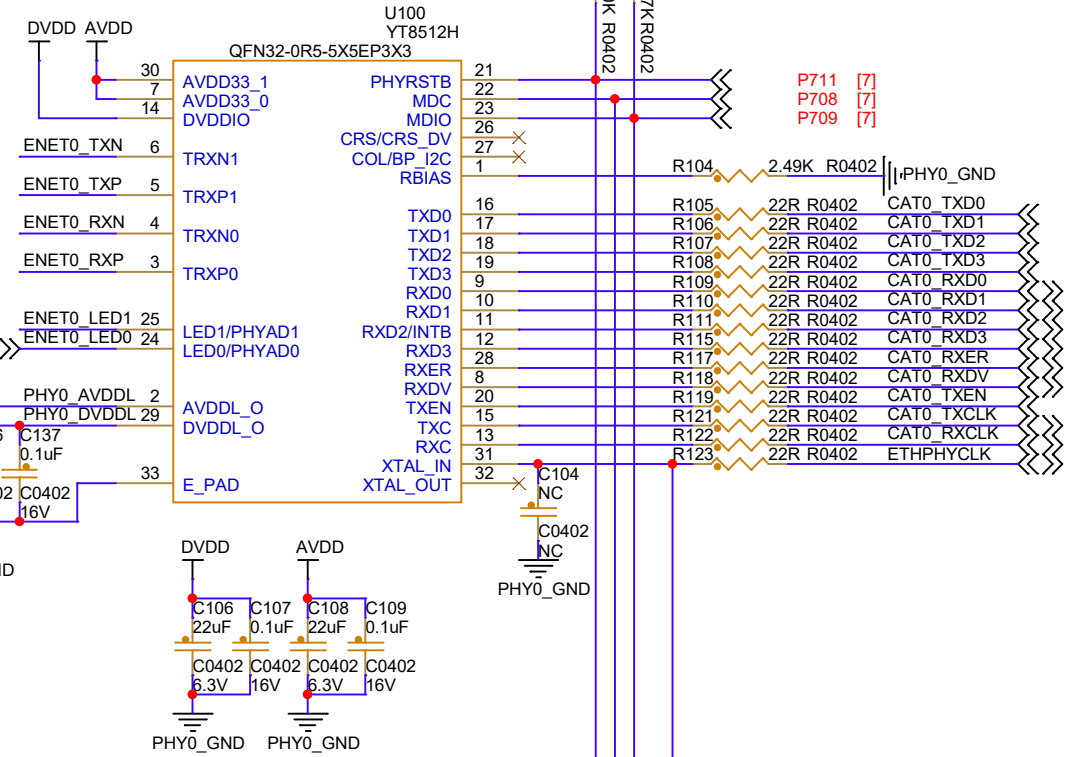 U100
YT8512H
QFN32-0R5-5X5EP3X3
DVDD AVDD
K R0402
7K R0402
30 AVDD33_1
7 AVDD33_0
14 DVDDIO
ENET0_TXN 6 TRXN1
ENET0_TXP 5 TRXP1
ENET0_RXN 4 TRXN0
ENET0_RXP 3 TRXP0
ENET0_LED1 25 LED1/PHYAD1
ENET0_LED0 24 LED0/PHYAD0
PHY0_AVDDL 2 AVDDL_O
PHY0_DVDDL 29 DVDDL_O
33 E_PAD
PHYRSTB 21 P711 [7]
MDC 22 P708 [7]
MDIO 23 P709 [7]
CRS/CRS_DV 26
COL/BP_I2C 27
RBIAS 1 R104 2.49K R0402 PHY0_GND
TXD0 16 R105 22R R0402 CAT0_TXD0
TXD1 17 R106 22R R0402 CAT0_TXD1
TXD2 18 R107 22R R0402 CAT0_TXD2
TXD3 19 R108 22R R0402 CAT0_TXD3
RXD0 9 R109 22R R0402 CAT0_RXD0
RXD1 10 R110 22R R0402 CAT0_RXD1
RXD2/INTB 11 R111 22R R0402 CAT0_RXD2
RXD3 12 R115 22R R0402 CAT0_RXD3
RXER 28 R117 22R R0402 CAT0_RXER
RXDV 8 R118 22R R0402 CAT0_RXDV
TXEN 20 R119 22R R0402 CAT0_TXEN
TXC 15 R121 22R R0402 CAT0_TXCLK
RXC 13 R122 22R R0402 CAT0_RXCLK
XTAL_IN 31 R123 22R R0402 ETHPHYCLK
XTAL_OUT 32
C137
0.1uF
02 C0402
16V
C104
NC
C0402
NC
PHY0_GND
D
DVDD AVDD
C106 C107 C108 C109
22uF 0.1uF 22uF 0.1uF
C0402 C0402 C0402 C0402
6.3V 16V 6.3V 16V
PHY0_GND PHY0_GND